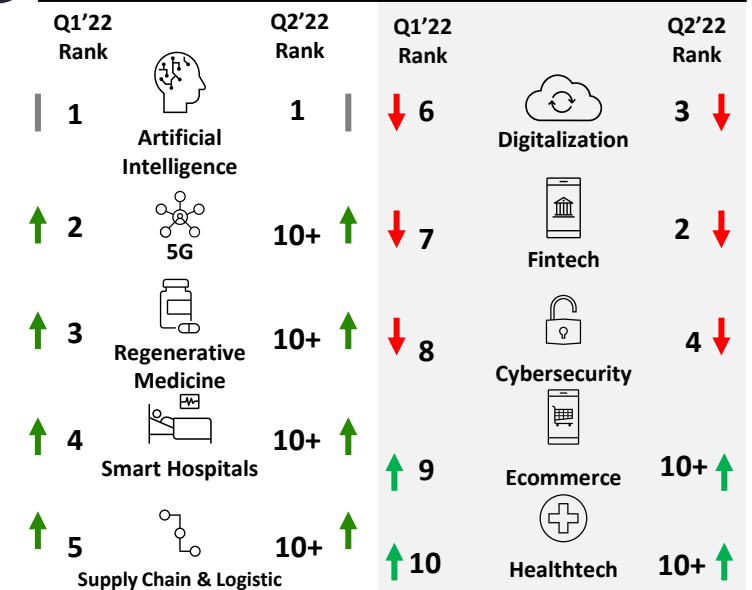 Q1’22
Rank
Q2’22
Rank
1
Artificial
Intelligence
1
2
5G
10+
3
Regenerative
Medicine
10+
4
Smart Hospitals
10+
5
Supply Chain & Logistic
10+
Q1’22
Rank
Q2’22
Rank
6
Digitalization
3
7
Fintech
2
8
Cybersecurity
4
9
Ecommerce
10+
10
Healthtech
10+